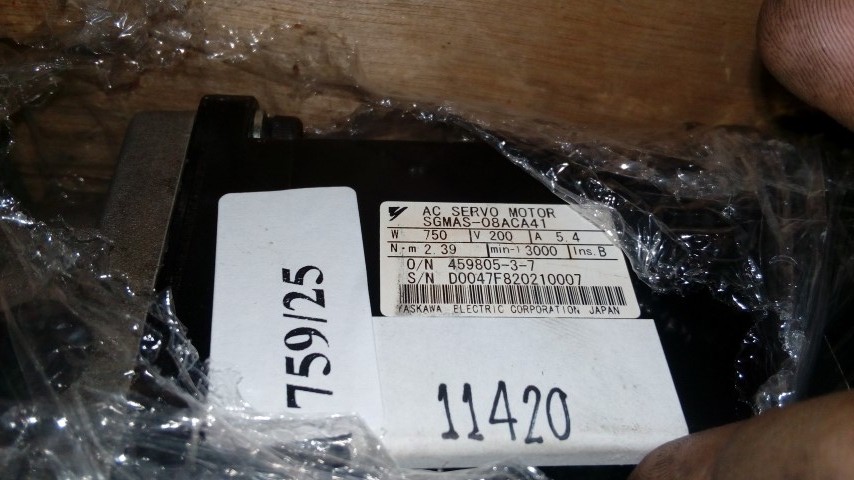 AC SERVO MOTOR
SGMAS-08ACA41
W 750 V 200 A 5.4
N·m 2.39 min-1 3000 Ins.B
O/N 459805-3-7
S/N D0047F820210007
YASKAWA ELECTRIC CORPORATION JAPAN
759/25
11420